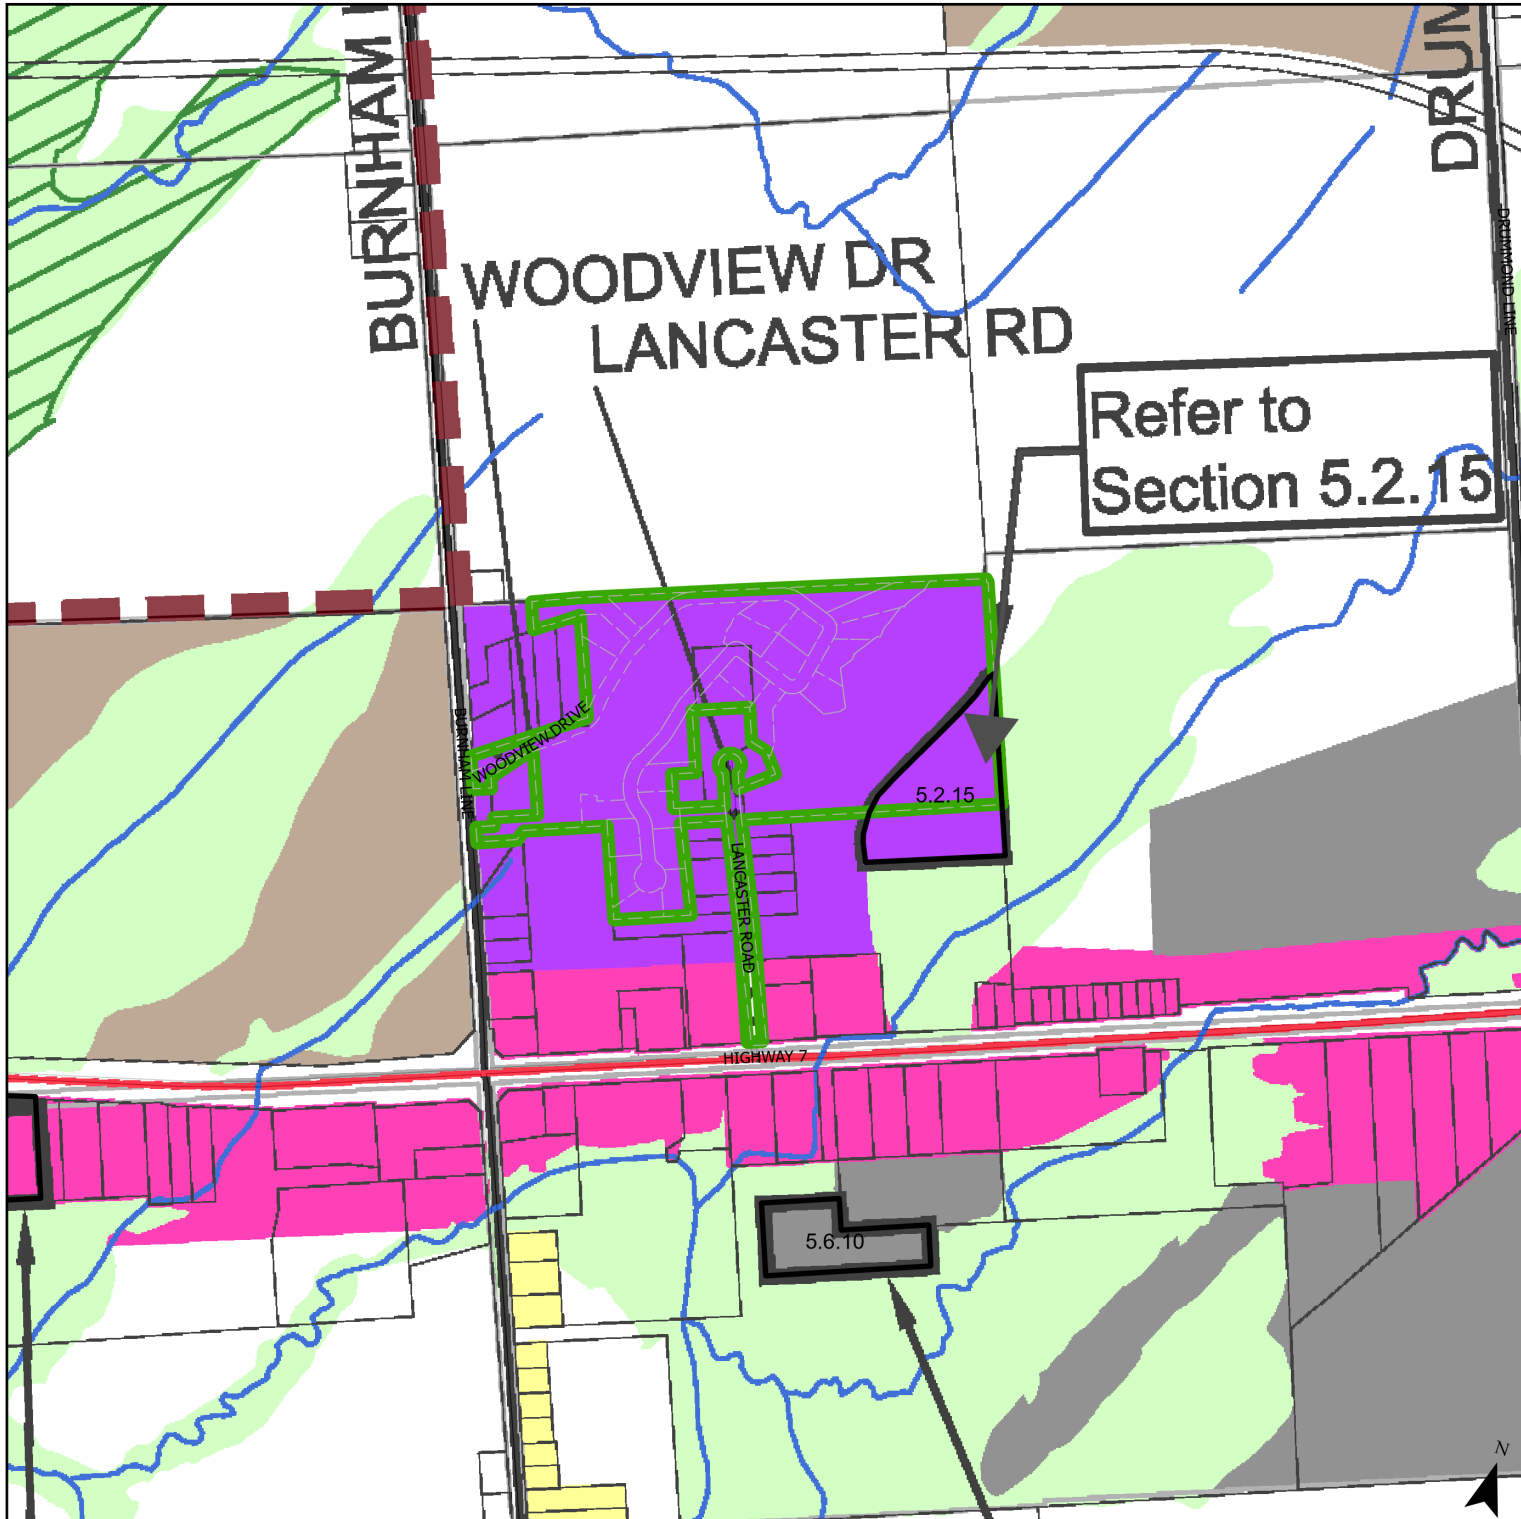 BURNHAM
DRUM
WOODVIEW DR
LANCASTER RD
DRUMMOND LINE
Refer to
Section 5.2.15
BURNHAM LINE
WOODVIEW DRIVE
5.2.15
LANCASTER ROAD
HIGHWAY 7
5.6.10
N